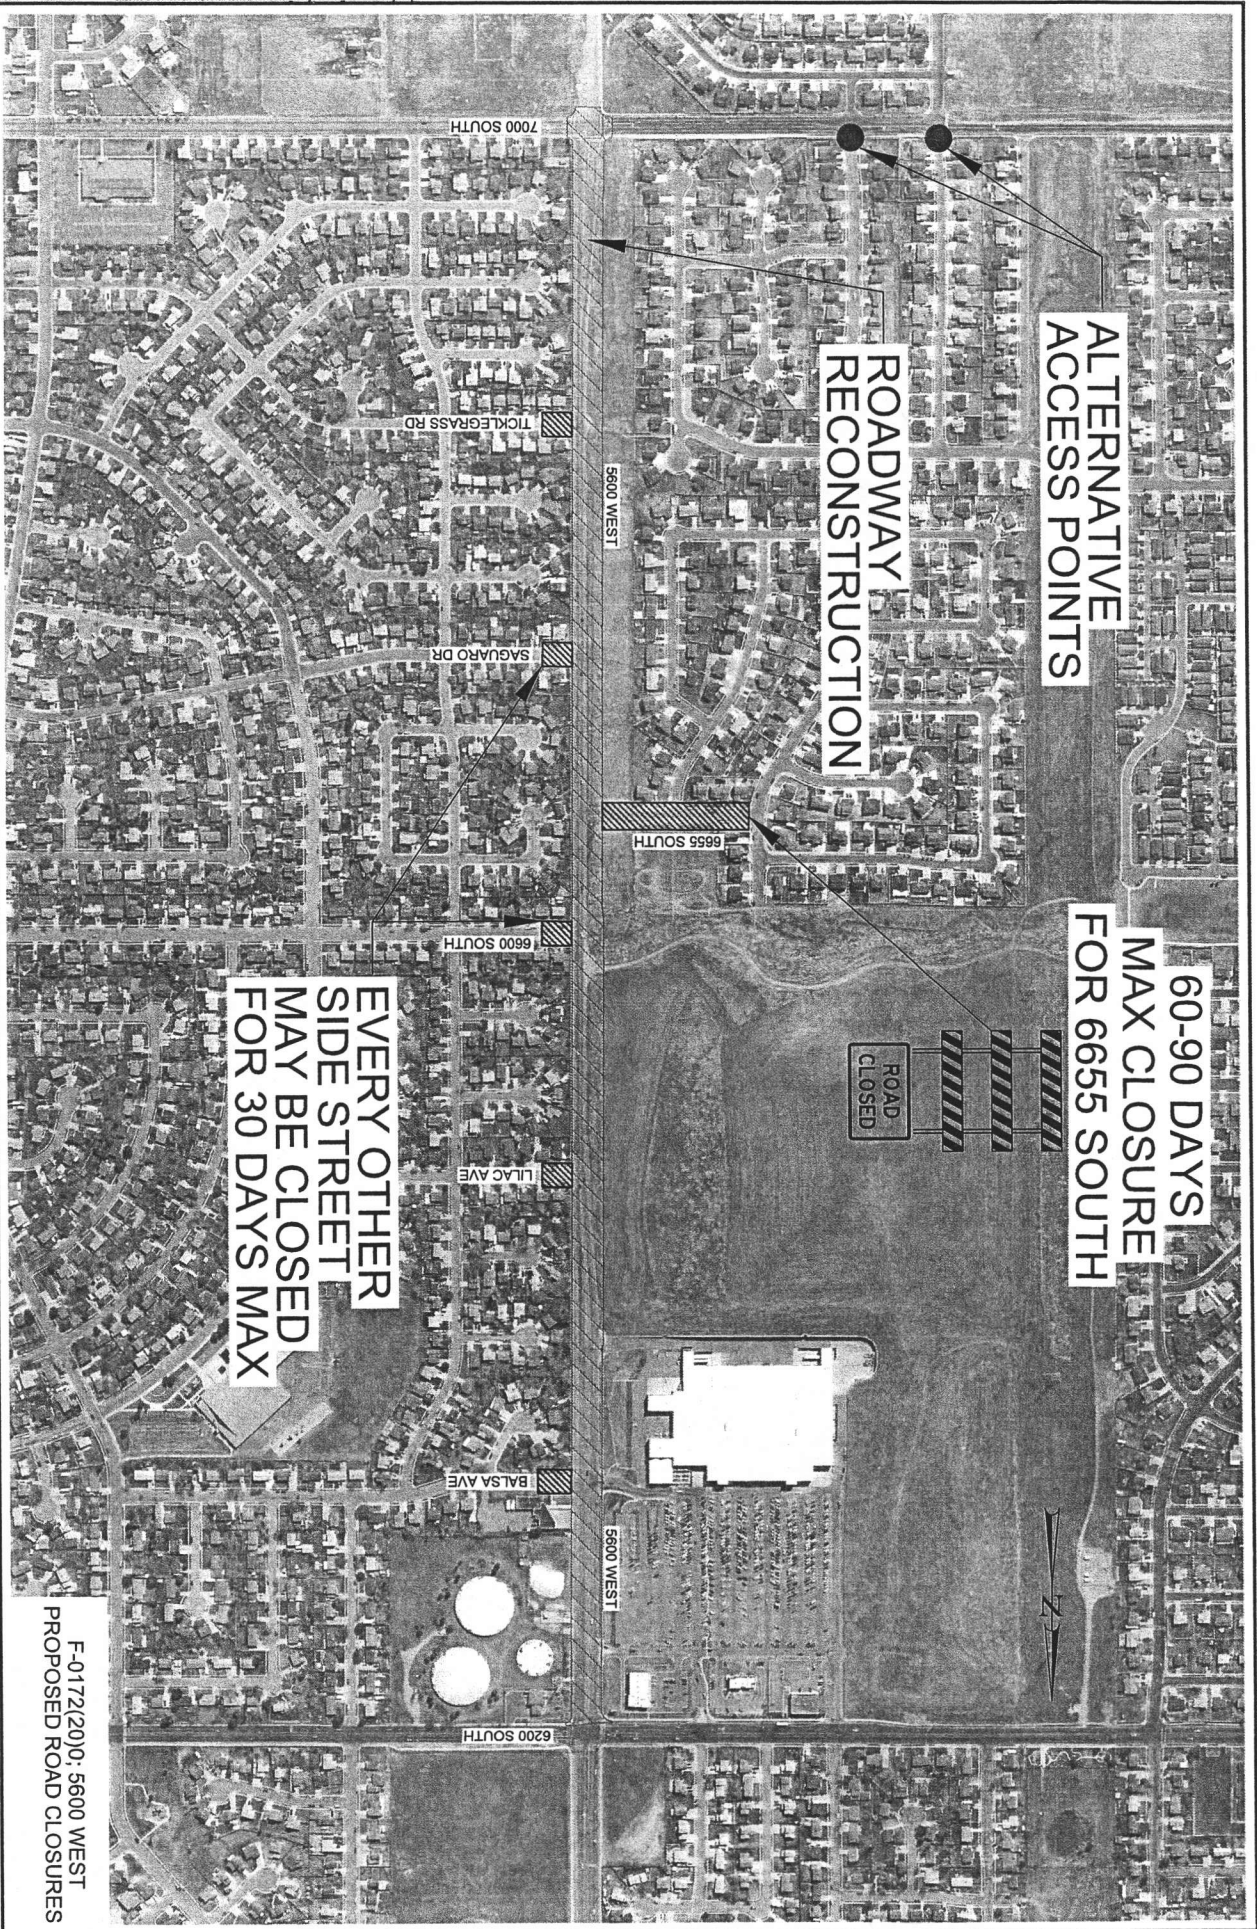 ALTERNATIVE
ACCESS POINTS
ROADWAY
RECONSTRUCTION
60-90 DAYS
MAX CLOSURE
FOR 6655 SOUTH
ROAD
CLOSED
N
7000 SOUTH
5600 WEST
6655 SOUTH
5600 WEST
TICKLEGRASS RD
SAGUARO DR
6600 SOUTH
LILAC AVE
BALSA AVE
6200 SOUTH
EVERY OTHER
SIDE STREET
MAY BE CLOSED
FOR 30 DAYS MAX
F-0172(20)0; 5600 WEST
PROPOSED ROAD CLOSURES